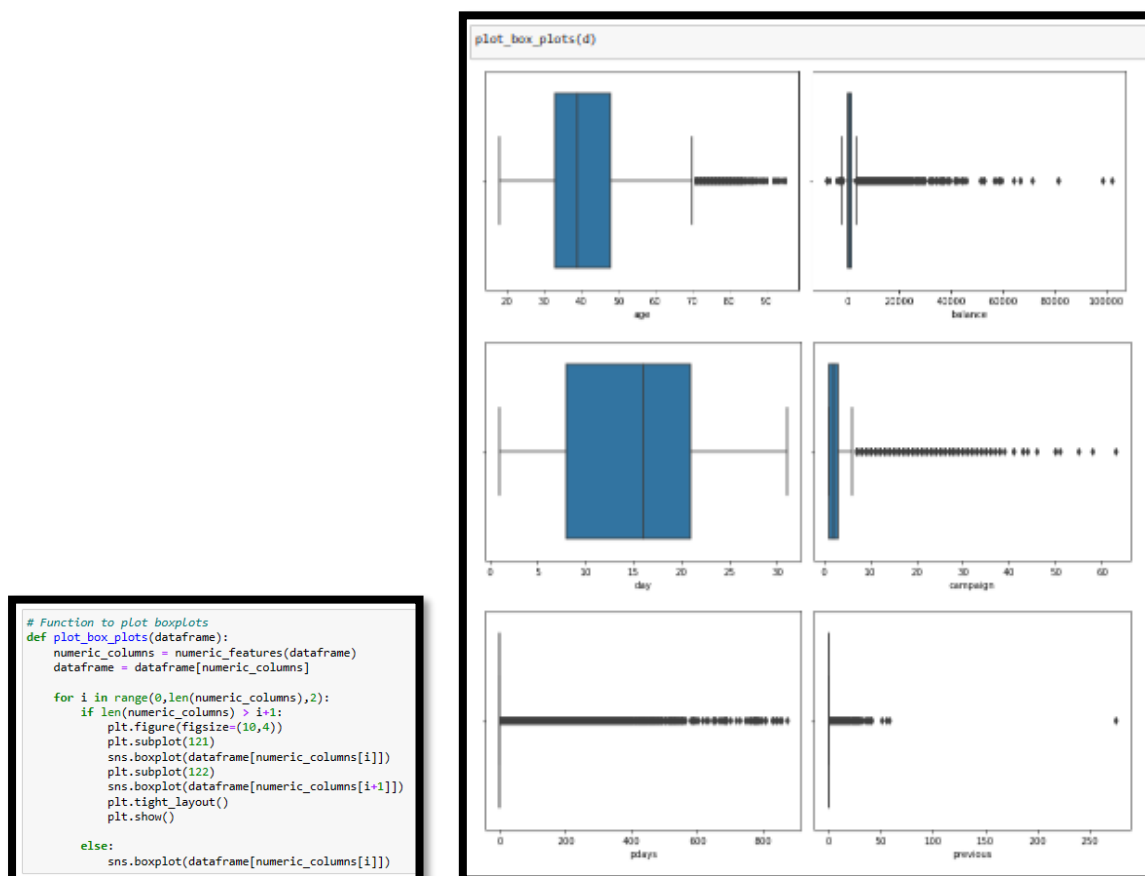 plot_box_plots(d)
20 30 40 50 60 70 80 90
age
0 20000 40000 60000 80000 100000
balance
0 5 10 15 20 25 30
day
0 10 20 30 40 50 60
campaign
0 200 400 600 800
pdays
0 50 100 150 200 250
previous
# Function to plot boxplots
def plot_box_plots(dataframe):
    numeric_columns = numeric_features(dataframe)
    dataframe = dataframe[numeric_columns]
    for i in range(0,len(numeric_columns),2):
        if len(numeric_columns) > i+1:
            plt.figure(figsize=(10,4))
            plt.subplot(121)
            sns.boxplot(dataframe[numeric_columns[i]])
            plt.subplot(122)
            sns.boxplot(dataframe[numeric_columns[i+1]])
            plt.tight_layout()
            plt.show()
        else:
            sns.boxplot(dataframe[numeric_columns[i]])